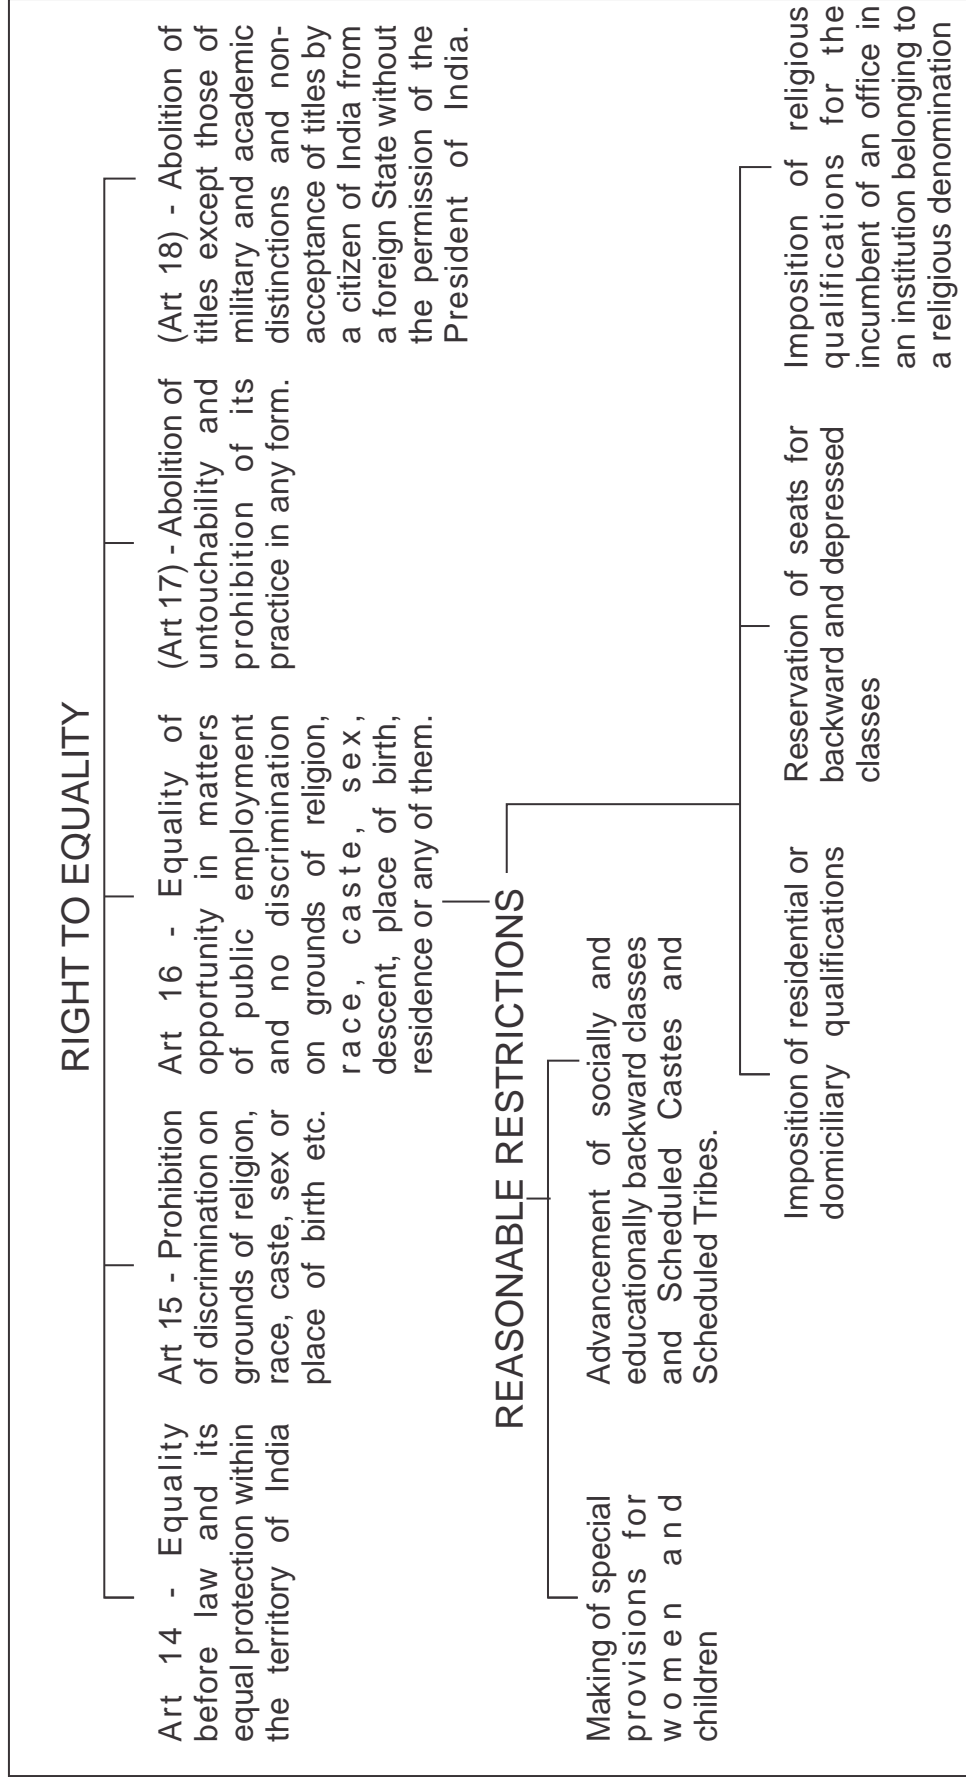 RIGHT TO EQUALITY
Art 14 - Equality
before law and its
equal protection within
the territory of India
Art 15 - Prohibition
of discrimination on
grounds of religion,
race, caste, sex or
place of birth etc.
Art 16 - Equality of
opportunity in matters
of public employment
and no discrimination
on grounds of religion,
race, caste, sex,
descent, place of birth,
residence or any of them.
(Art 17) - Abolition of
untouchability and
prohibition of its
practice in any form.
(Art 18) - Abolition of
titles except those of
military and academic
distinctions and non-
acceptance of titles by
a citizen of India from
a foreign State without
the permission of the
President of India.
REASONABLE RESTRICTIONS
Making of special
provisions for
women and
children
Advancement of socially and
educationally backward classes
and Scheduled Castes and
Scheduled Tribes.
Imposition of residential or
domiciliary qualifications
Reservation of seats for
backward and depressed
classes
Imposition of religious
qualifications for the
incumbent of an office in
an institution belonging to
a religious denomination